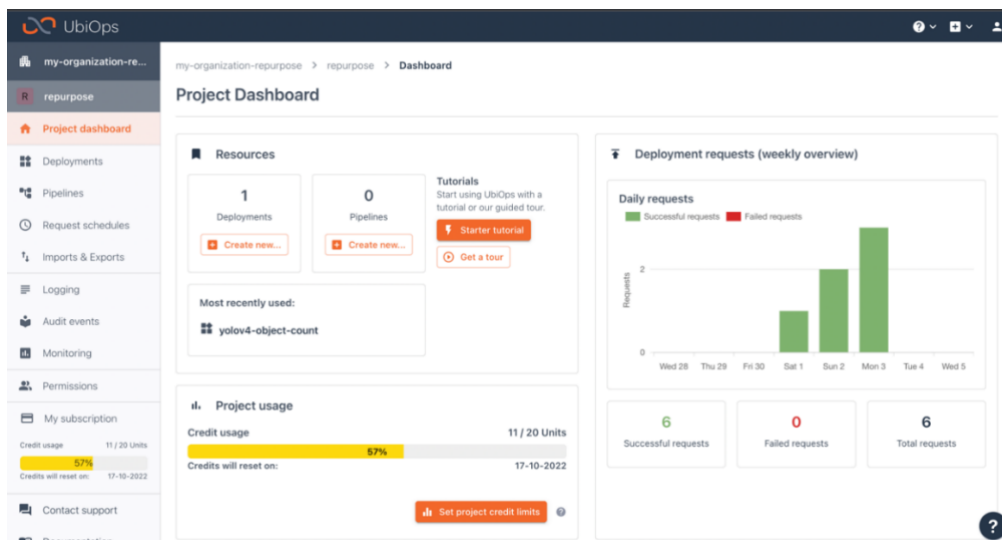 UbiOps
my-organization-re...
R repurpose
Project dashboard
Deployments
Pipelines
Request schedules
Imports & Exports
Logging
Audit events
Monitoring
Permissions
My subscription
Credit usage 11 / 20 Units
57%
Credits will reset on: 17-10-2022
Contact support
my-organization-repurpose > repurpose > Dashboard
Project Dashboard
Resources
1
Deployments
Create new...
0
Pipelines
Create new...
Tutorials
Start using UbiOps with a
tutorial or our guided tour.
Starter tutorial
Get a tour
Most recently used:
yolov4-object-count
Project usage
Credit usage 11 / 20 Units
57%
Credits will reset on: 17-10-2022
Set project credit limits
Deployment requests (weekly overview)
Daily requests
Successful requests Failed requests
Requests
2
0
Wed 28 Thu 29 Fri 30 Sat 1 Sun 2 Mon 3 Tue 4 Wed 5
6
Successful requests
0
Failed requests
6
Total requests